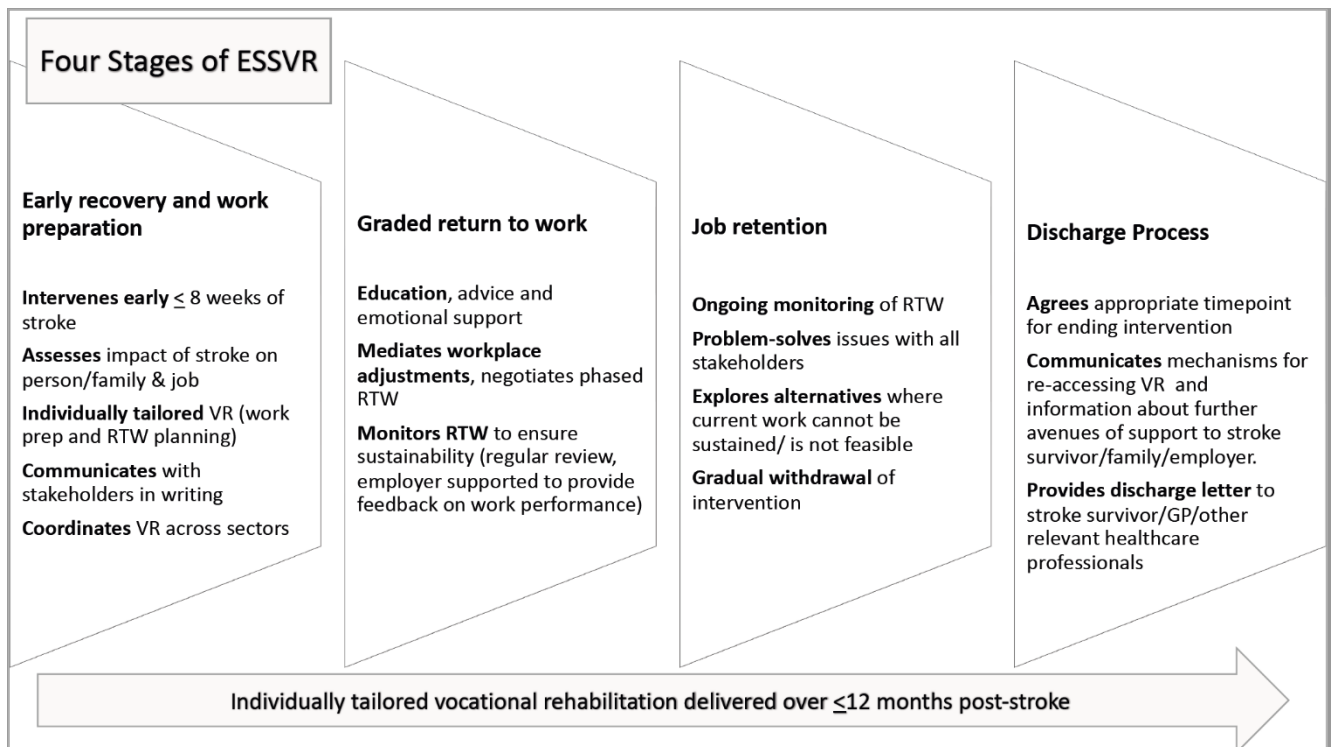 Four Stages of ESSVR
Early recovery and work
preparation
Intervenes early ≤ 8 weeks of
stroke
Assesses impact of stroke on
person/family & job
Individually tailored VR (work
prep and RTW planning)
Communicates with
stakeholders in writing
Coordinates VR across sectors
Graded return to work
Education, advice and
emotional support
Mediates workplace
adjustments, negotiates phased
RTW
Monitors RTW to ensure
sustainability (regular review,
employer supported to provide
feedback on work performance)
Job retention
Ongoing monitoring of RTW
Problem-solves issues with all
stakeholders
Explores alternatives where
current work cannot be
sustained/ is not feasible
Gradual withdrawal of
intervention
Discharge Process
Agrees appropriate timepoint
for ending intervention
Communicates mechanisms for
re-accessing VR and
information about further
avenues of support to stroke
survivor/family/employer.
Provides discharge letter to
stroke survivor/GP/other
relevant healthcare
professionals
Individually tailored vocational rehabilitation delivered over ≤12 months post-stroke